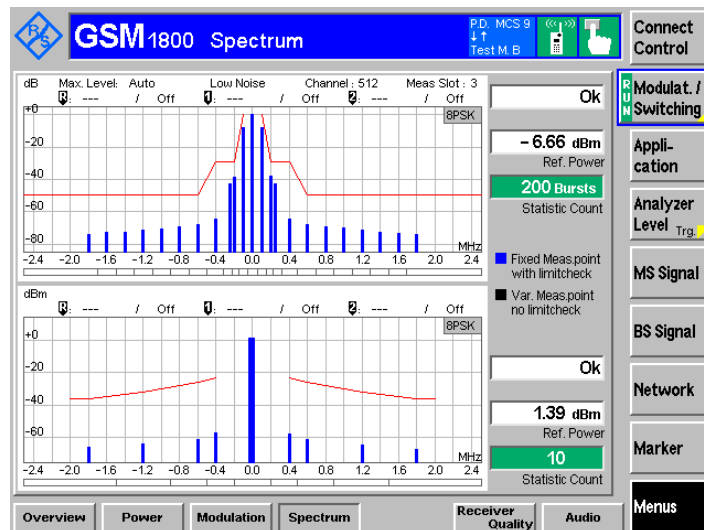 R&S
GSM 1800 Spectrum
P.D. MCS 9
↓↑
Test M. B
Connect Control
dB Max. Level: Auto Low Noise Channel : 512 Meas Slot : 3
R: --- / Off 1: --- / Off 2: --- / Off
+0
8PSK
-20
-40
-60
-80
MHz
-2.4 -2.0 -1.6 -1.2 -0.8 -0.4 0.0 0.4 0.8 1.2 1.6 2.0 2.4
Ok
- 6.66 dBm
Ref. Power
200 Bursts
Statistic Count
Fixed Meas.point
with limitcheck
Var. Meas.point
no limitcheck
dBm
R: --- / Off 1: --- / Off 2: --- / Off
+0
8PSK
-20
-40
-60
MHz
-2.4 -2.0 -1.6 -1.2 -0.8 -0.4 0.0 0.4 0.8 1.2 1.6 2.0 2.4
Ok
1.39 dBm
Ref. Power
10
Statistic Count
RUN
Modulat. /
Switching
Appli-
cation
Analyzer
Level Trg.
MS Signal
BS Signal
Network
Marker
Menus
Overview Power Modulation Spectrum Receiver Quality Audio